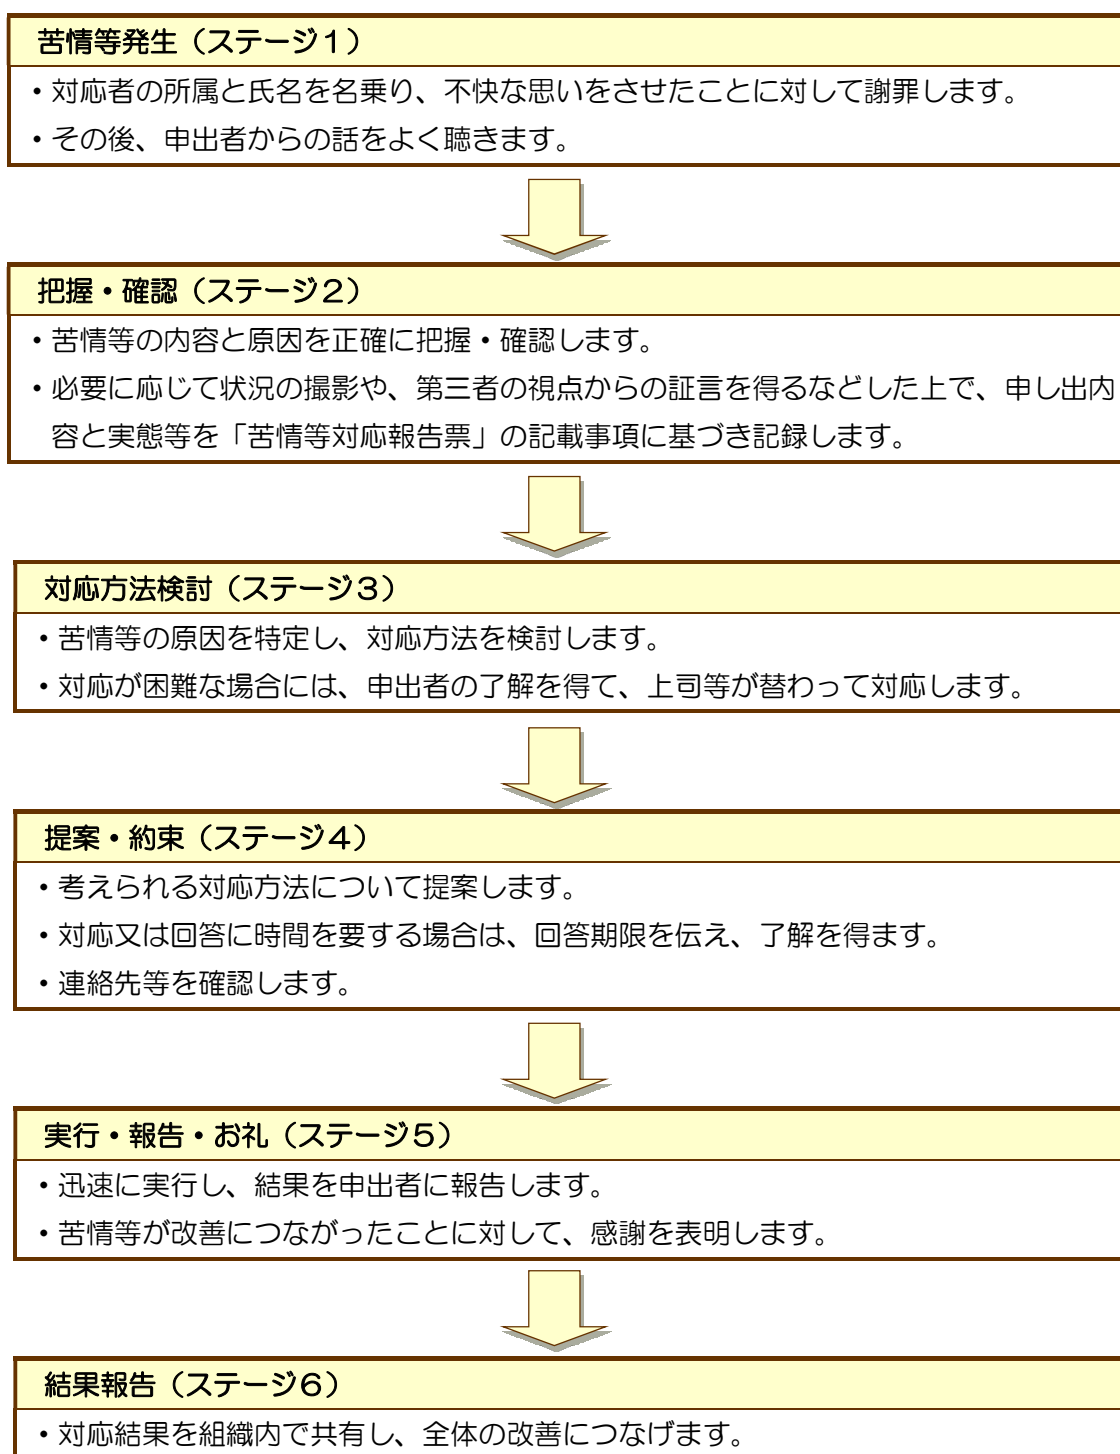 苦情等発生（ステージ１）
・対応者の所属と氏名を名乗り、不快な思いをさせたことに対して謝罪します。
・その後、申出者からの話をよく聴きます。
把握・確認（ステージ２）
・苦情等の内容と原因を正確に把握・確認します。
・必要に応じて状況の撮影や、第三者の視点からの証言を得るなどした上で、申し出内
容と実態等を「苦情等対応報告票」の記載事項に基づき記録します。
対応方法検討（ステージ３）
・苦情等の原因を特定し、対応方法を検討します。
・対応が困難な場合には、申出者の了解を得て、上司等が替わって対応します。
提案・約束（ステージ４）
・考えられる対応方法について提案します。
・対応又は回答に時間を要する場合は、回答期限を伝え、了解を得ます。
・連絡先等を確認します。
実行・報告・お礼（ステージ５）
・迅速に実行し、結果を申出者に報告します。
・苦情等が改善につながったことに対して、感謝を表明します。
結果報告（ステージ６）
・対応結果を組織内で共有し、全体の改善につなげます。